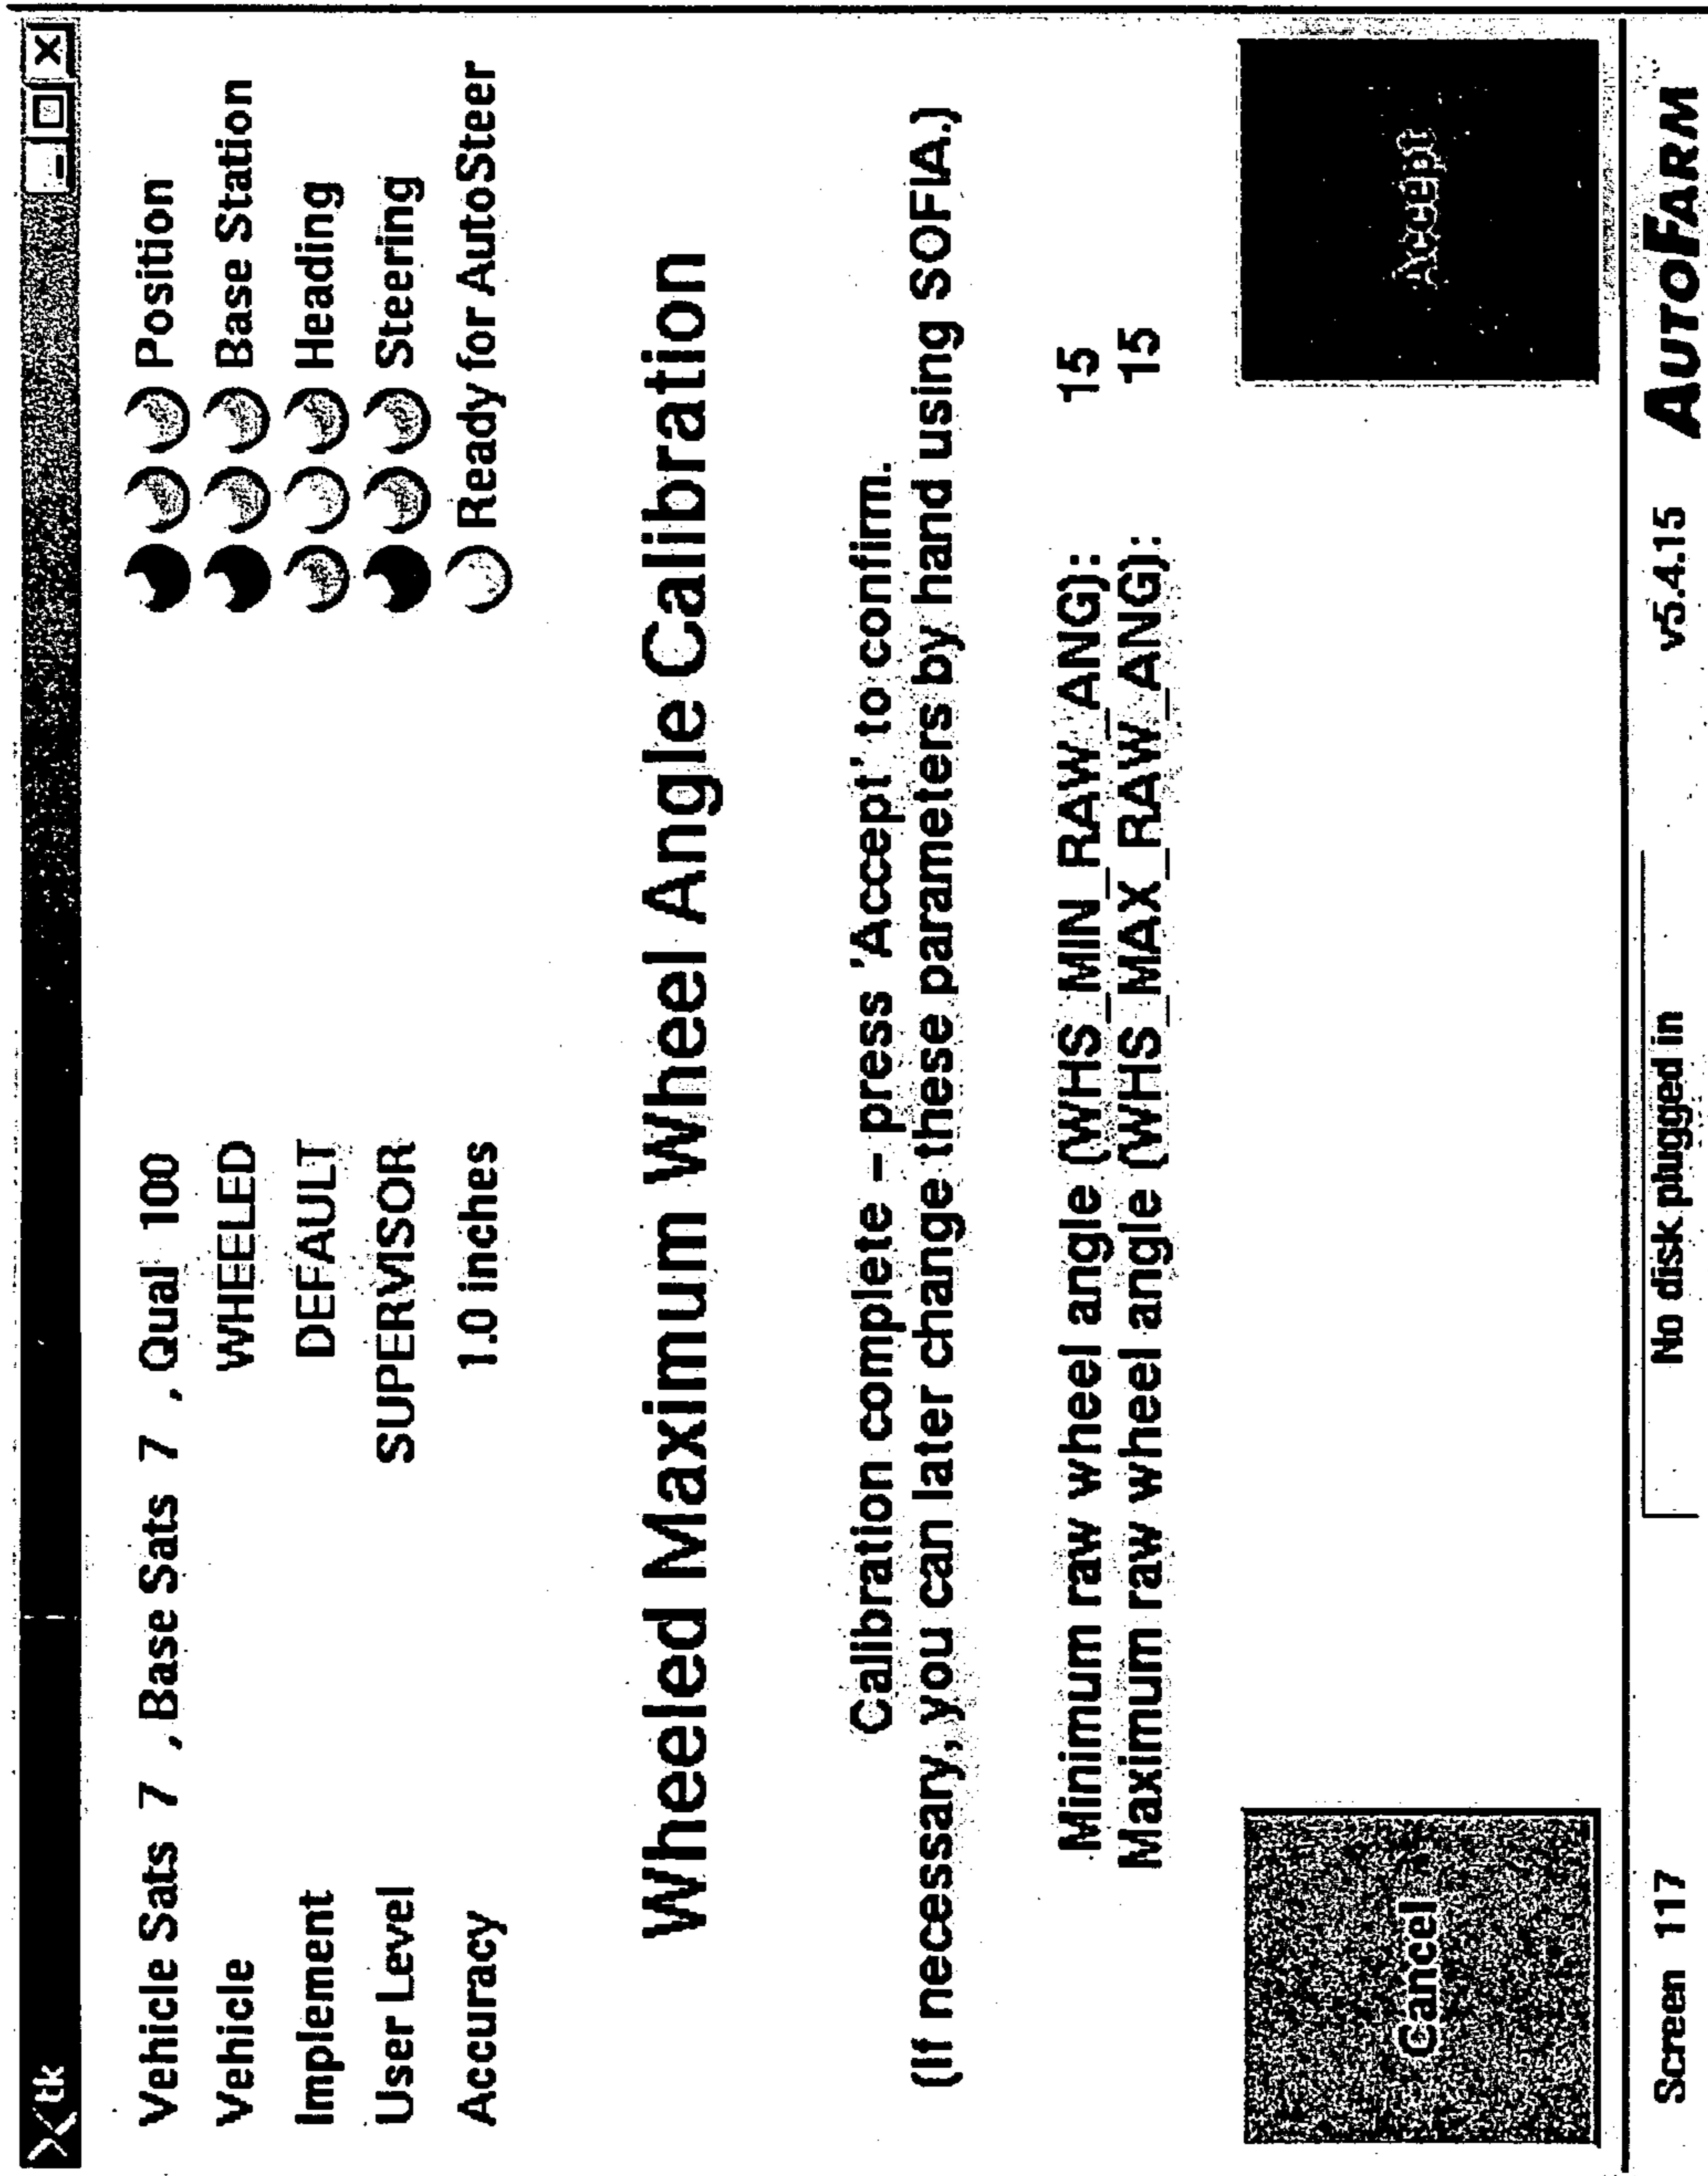 tk
Vehicle Sats 7 , Base Sats 7 , Qual 100
Position
Vehicle WHEELED
Base Station
Implement DEFAULT
Heading
User Level SUPERVISOR
Steering
Accuracy 1.0 inches
Ready for AutoSteer
Wheeled Maximum Wheel Angle Calibration
Calibration complete – press 'Accept' to confirm.
(If necessary, you can later change these parameters by hand using SOFIA.)
Minimum raw wheel angle (WHS_MIN_RAW_ANG): 15
Maximum raw wheel angle (WHS_MAX_RAW_ANG): 15
Cancel
Accept
Screen 117
No disk plugged in
v5.4.15
AUTOFARM